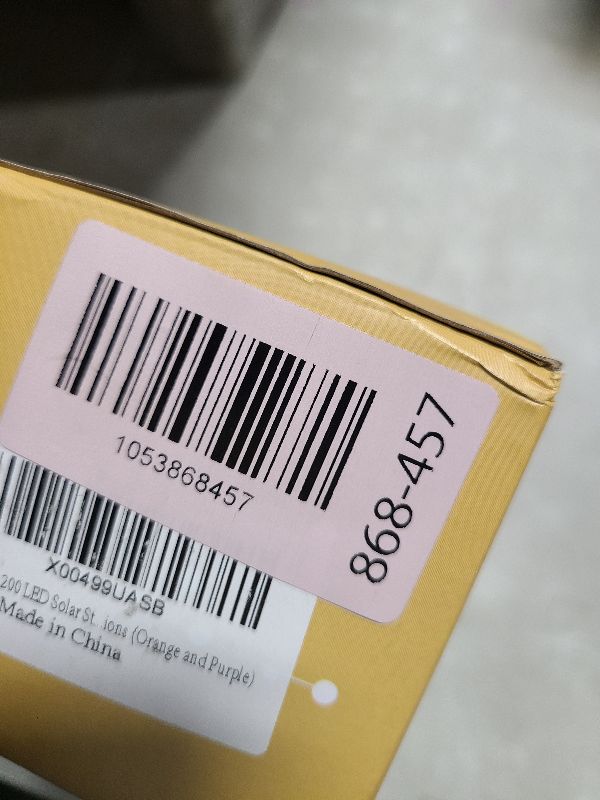 1053868457
868-457
X00499UASB
200 LED Solar St...ions (Orange and Purple)
Made in China